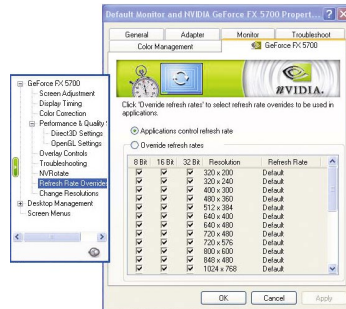 Default Monitor and NVIDIA GeForce FX 5700 Propert...
General Adapter Monitor Troubleshoot
Color Management GeForce FX 5700
NVIDIA.
Click 'Override refresh rates' to select refresh rate overrides to be used in
applications.
Applications control refresh rate
Override refresh rates
8 Bit 16 Bit 32 Bit Resolution Refresh Rate
320 x 200 Default
320 x 240 Default
400 x 300 Default
480 x 360 Default
512 x 384 Default
640 x 400 Default
640 x 480 Default
720 x 480 Default
720 x 576 Default
800 x 600 Default
848 x 480 Default
1024 x 768 Default
OK Cancel Apply
GeForce FX 5700
Screen Adjustment
Display Timing
Color Correction
Performance & Quality
Direct3D Settings
OpenGL Settings
Overlay Controls
Troubleshooting
NVRotate
Refresh Rate Overrides
Change Resolutions
Desktop Management
Screen Menus